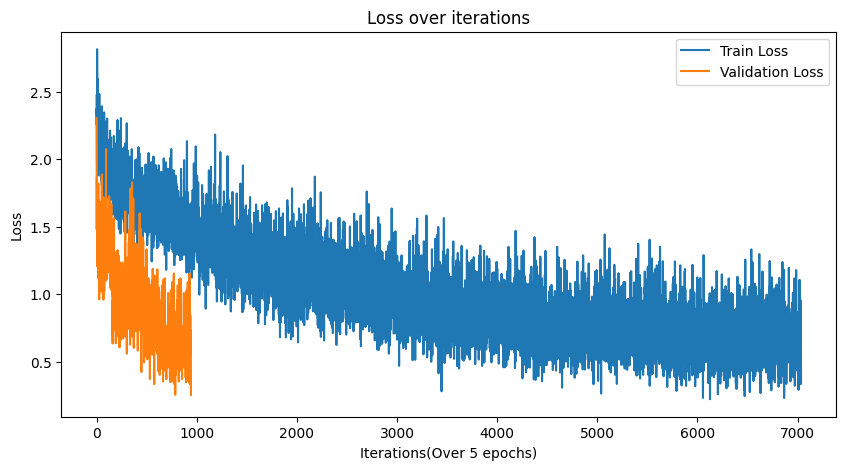 Loss over iterations
Train Loss
Validation Loss
Loss
2.5
2.0
1.5
1.0
0.5
0 1000 2000 3000 4000 5000 6000 7000
Iterations(Over 5 epochs)